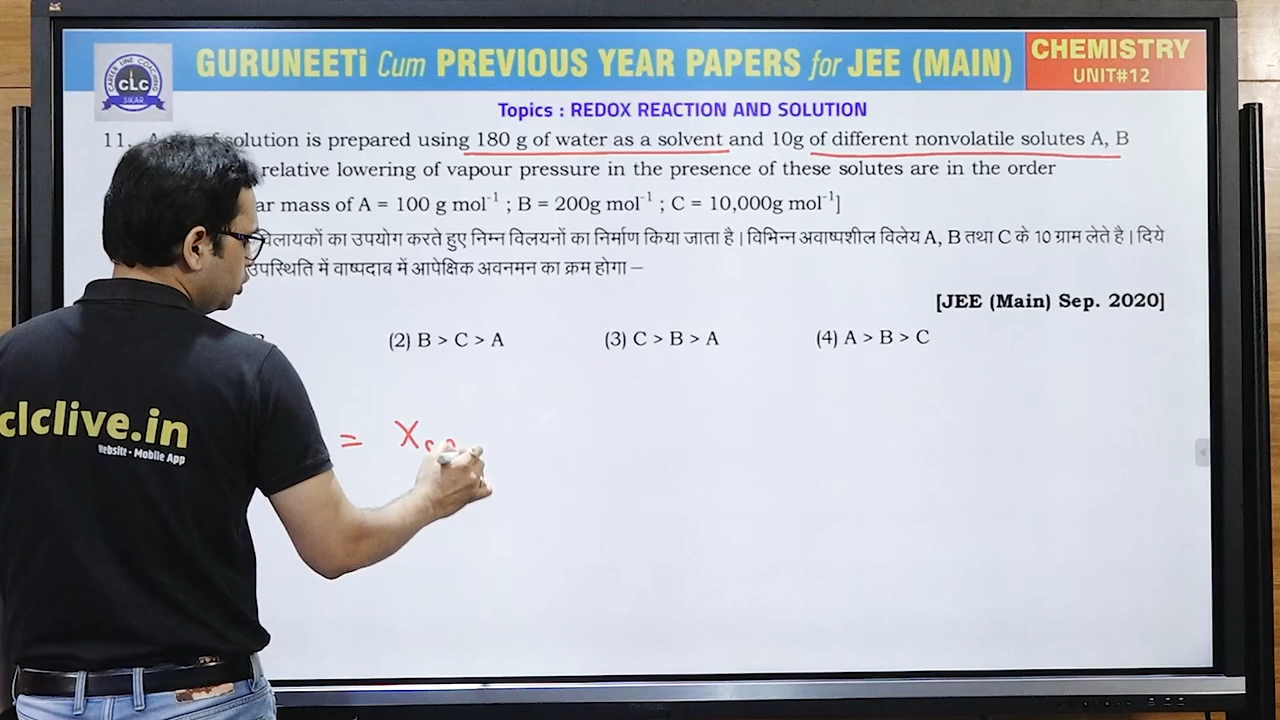 GURUNEETi Cum PREVIOUS YEAR PAPERS for JEE (MAIN)
CHEMISTRY
UNIT#12
CLC
SIKAR
Topics : REDOX REACTION AND SOLUTION
11. solution is prepared using 180 g of water as a solvent and 10g of different nonvolatile solutes A, B
relative lowering of vapour pressure in the presence of these solutes are in the order
mass of A = 100 g mol⁻¹ ; B = 200g mol⁻¹ ; C = 10,000g mol⁻¹]
विलायकों का उपयोग करते हुए निम्न विलयनों का निर्माण किया जाता है। विभिन्न अवाष्पशील विलेय A, B तथा C के 10 ग्राम लेते है। दिये
उपस्थिति में वाष्पदाब में आपेक्षिक अवनमन का क्रम होगा –
[JEE (Main) Sep. 2020]
(2) B > C > A (3) C > B > A (4) A > B > C
= X
clclive.in
Website - Mobile App